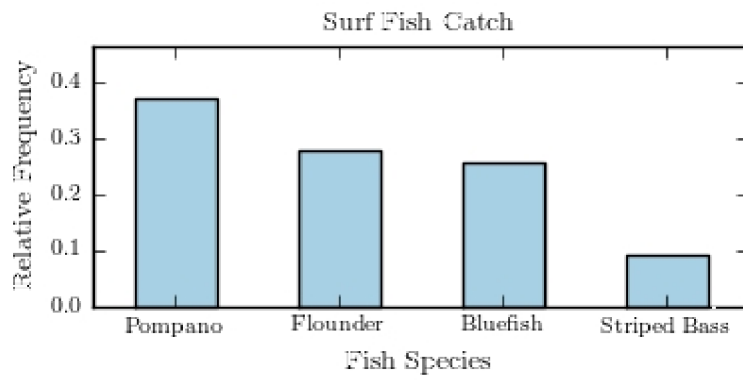 Surf Fish Catch
Relative Frequency
0.4
0.3
0.2
0.1
0.0
Pompano Flounder Bluefish Striped Bass
Fish Species